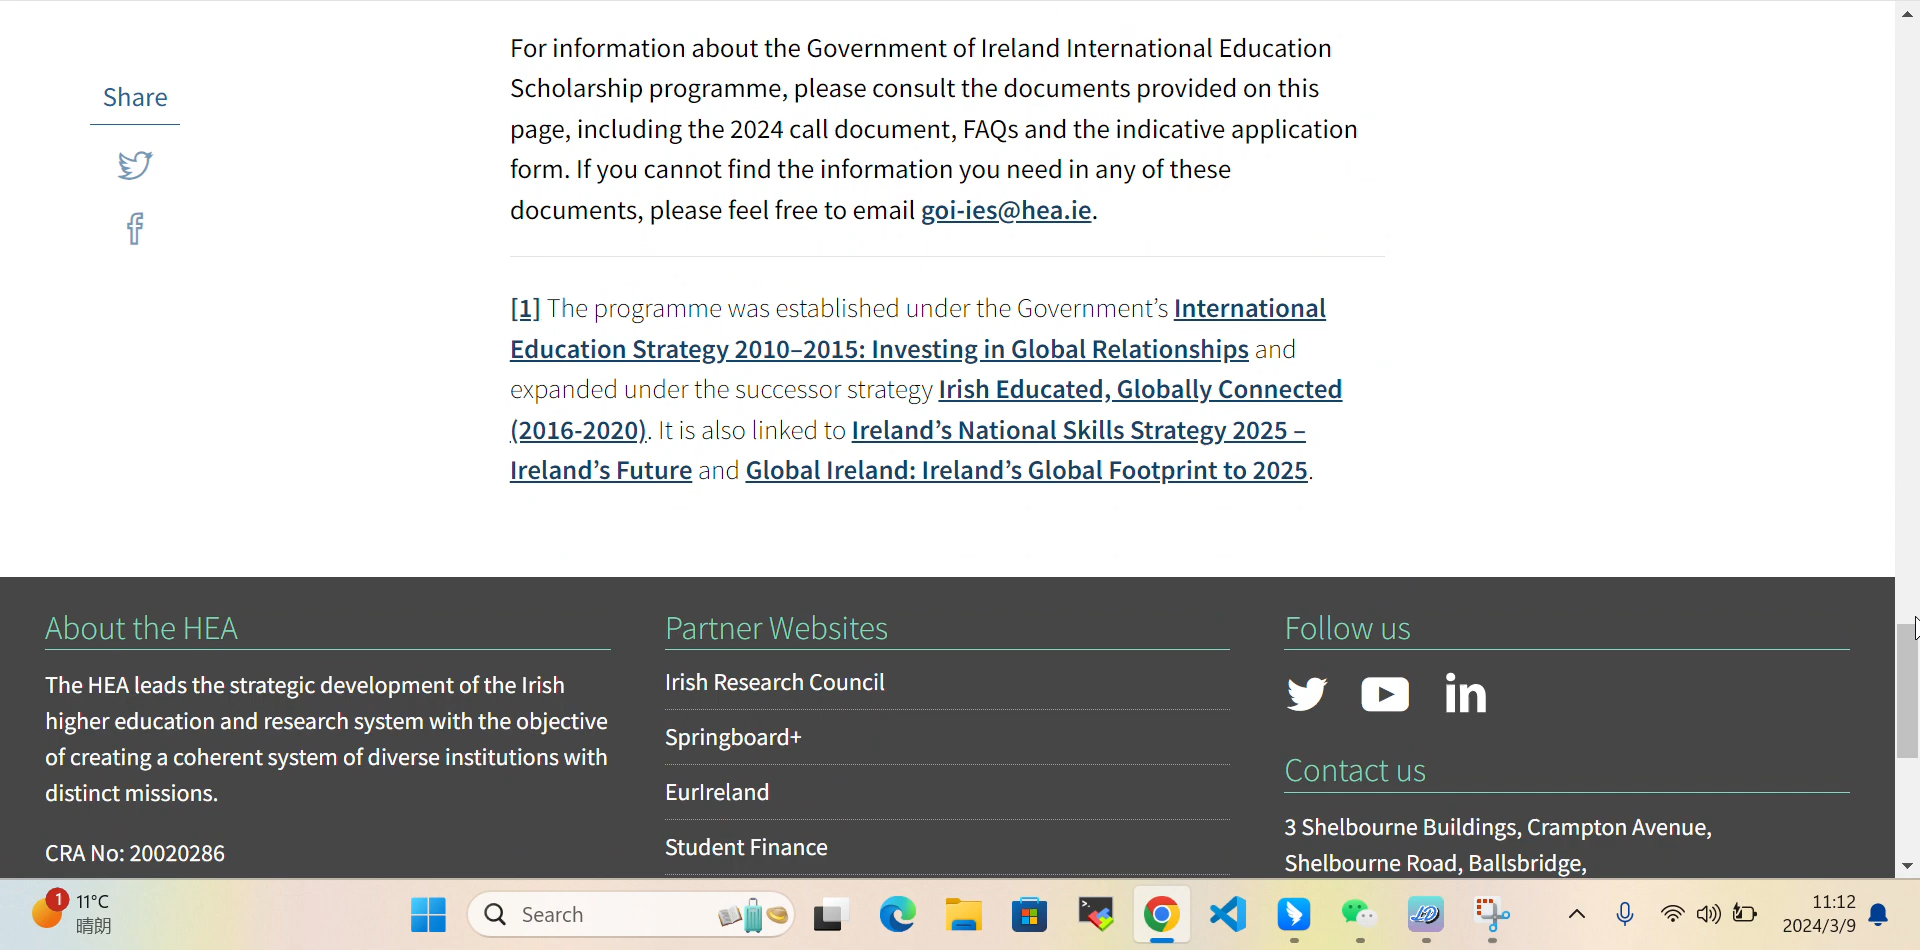 For information about the Government of Ireland International Education
Scholarship programme, please consult the documents provided on this
page, including the 2024 call document, FAQs and the indicative application
form. If you cannot find the information you need in any of these
documents, please feel free to email goi-ies@hea.ie.
Share
[1] The programme was established under the Government’s International
Education Strategy 2010–2015: Investing in Global Relationships and
expanded under the successor strategy Irish Educated, Globally Connected
(2016-2020). It is also linked to Ireland’s National Skills Strategy 2025 –
Ireland’s Future and Global Ireland: Ireland’s Global Footprint to 2025.
About the HEA
The HEA leads the strategic development of the Irish
higher education and research system with the objective
of creating a coherent system of diverse institutions with
distinct missions.
CRA No: 20020286
Partner Websites
Irish Research Council
Springboard+
EurIreland
Student Finance
Follow us
Contact us
3 Shelbourne Buildings, Crampton Avenue,
Shelbourne Road, Ballsbridge,
1
11°C
晴朗
Search
11:12
2024/3/9